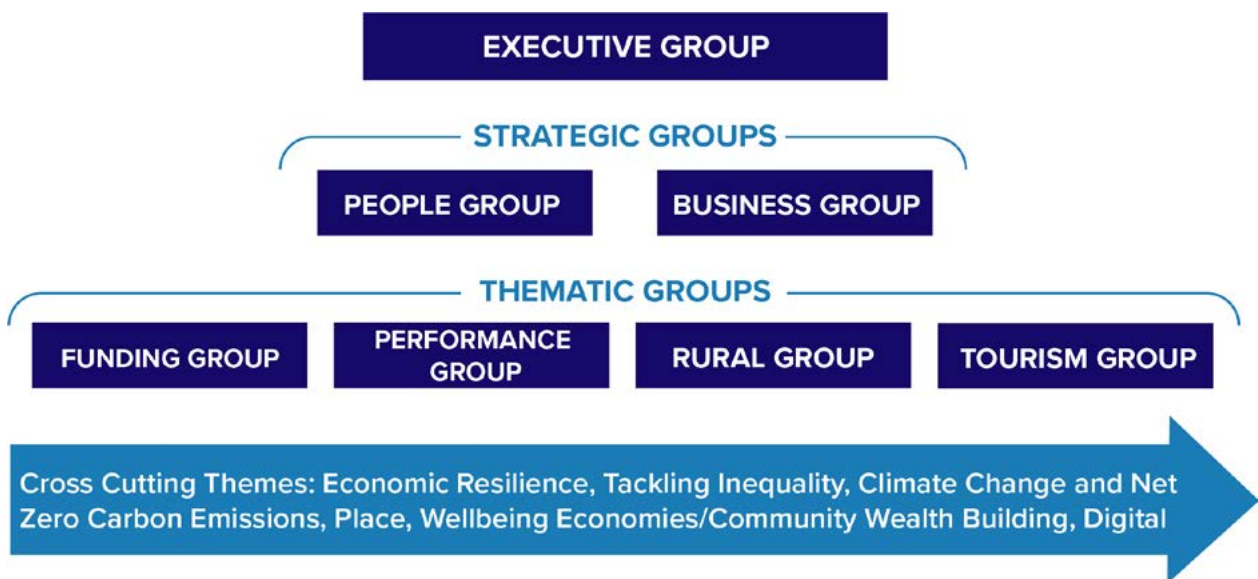 EXECUTIVE GROUP
STRATEGIC GROUPS
PEOPLE GROUP
BUSINESS GROUP
THEMATIC GROUPS
FUNDING GROUP
PERFORMANCE
GROUP
RURAL GROUP
TOURISM GROUP
Cross Cutting Themes: Economic Resilience, Tackling Inequality, Climate Change and Net
Zero Carbon Emissions, Place, Wellbeing Economies/Community Wealth Building, Digital